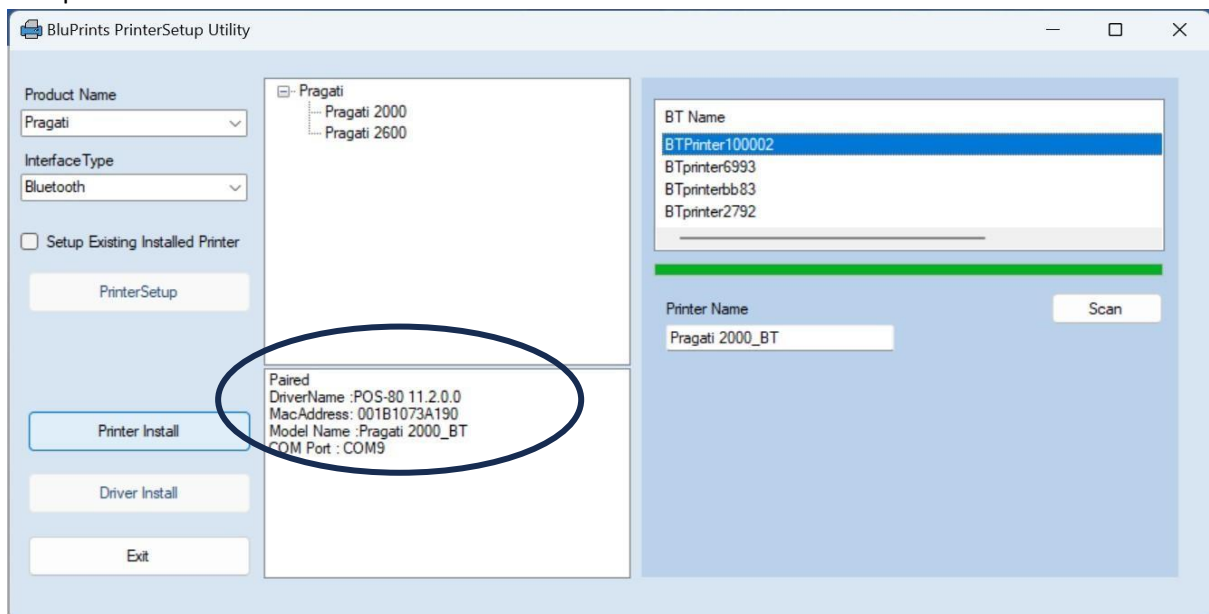 BluPrints PrinterSetup Utility
Product Name
Pragati
InterfaceType
Bluetooth
Setup Existing Installed Printer
PrinterSetup
Printer Install
Driver Install
Exit
Pragati
Pragati 2000
Pragati 2600
Paired
DriverName :POS-80 11.2.0.0
MacAddress: 001B1073A190
Model Name :Pragati 2000_BT
COM Port : COM9
BT Name
BTPrinter100002
BTprinter6993
BTprinterbb83
BTprinter2792
Printer Name
Scan
Pragati 2000_BT